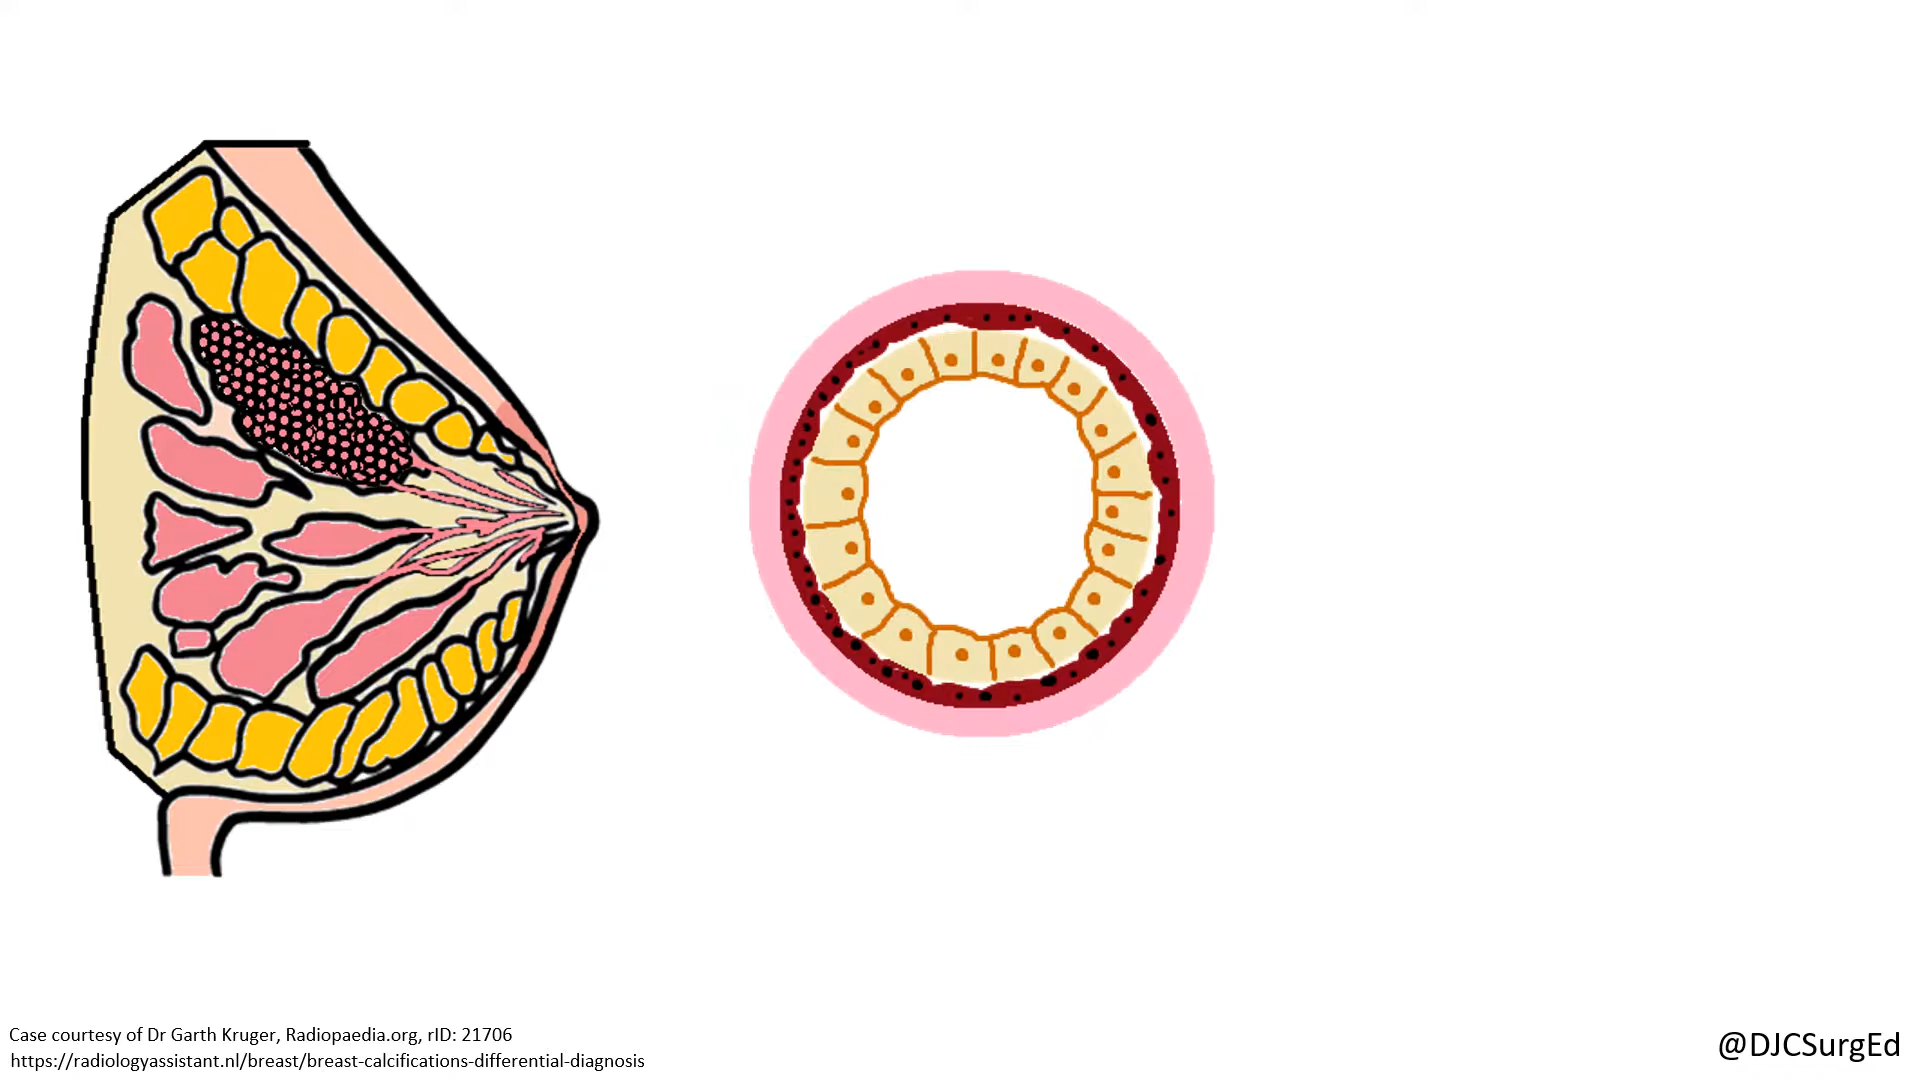 Case courtesy of Dr Garth Kruger, Radiopaedia.org, rID: 21706
https://radiologyassistant.nl/breast/breast-calcifications-differential-diagnosis
@DJCSurgEd